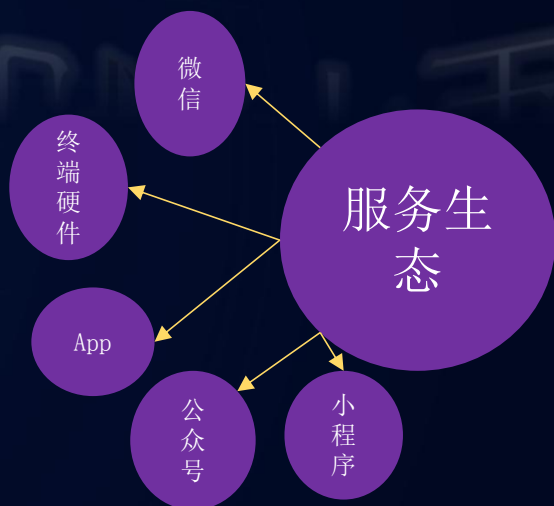 微
信
终
端
硬
件
服务生
态
App
公
众
号
小
程
序